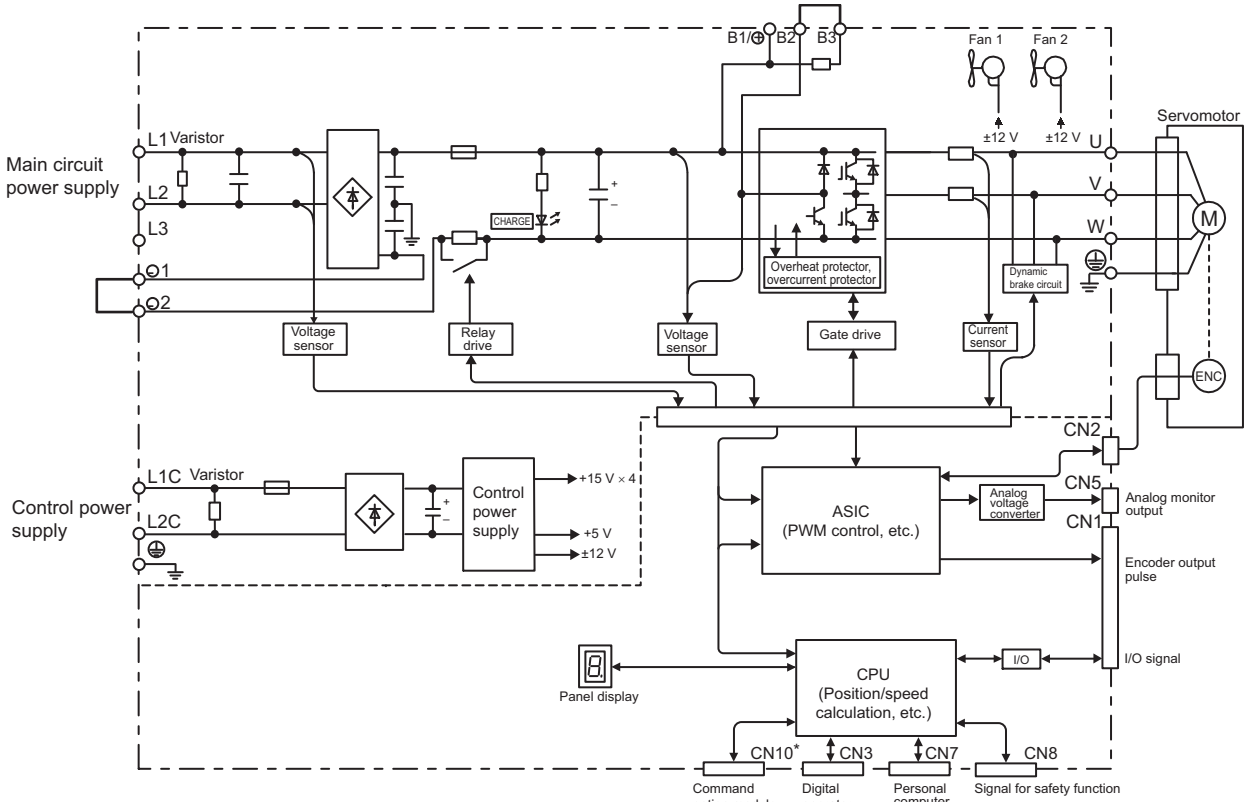 B1/⊕ B2 B3
Fan 1
Fan 2
±12 V
±12 V
Servomotor
Main circuit
power supply
L1
Varistor
L2
L3
⊖1
⊖2
CHARGE
+
–
Overheat protector,
overcurrent protector
U
V
W
M
Dynamic
brake circuit
Voltage
sensor
Relay
drive
Voltage
sensor
Gate drive
Current
sensor
ENC
Control power
supply
L1C
Varistor
L2C
+
–
Control
power
supply
+15 V × 4
+5 V
±12 V
ASIC
(PWM control, etc.)
Analog
voltage
converter
CN2
CN5
Analog monitor
output
CN1
Encoder output
pulse
I/O
I/O signal
8.
Panel display
CPU
(Position/speed
calculation, etc.)
CN10*
CN3
CN7
CN8
Command
Digital
Personal
computer
Signal for safety function